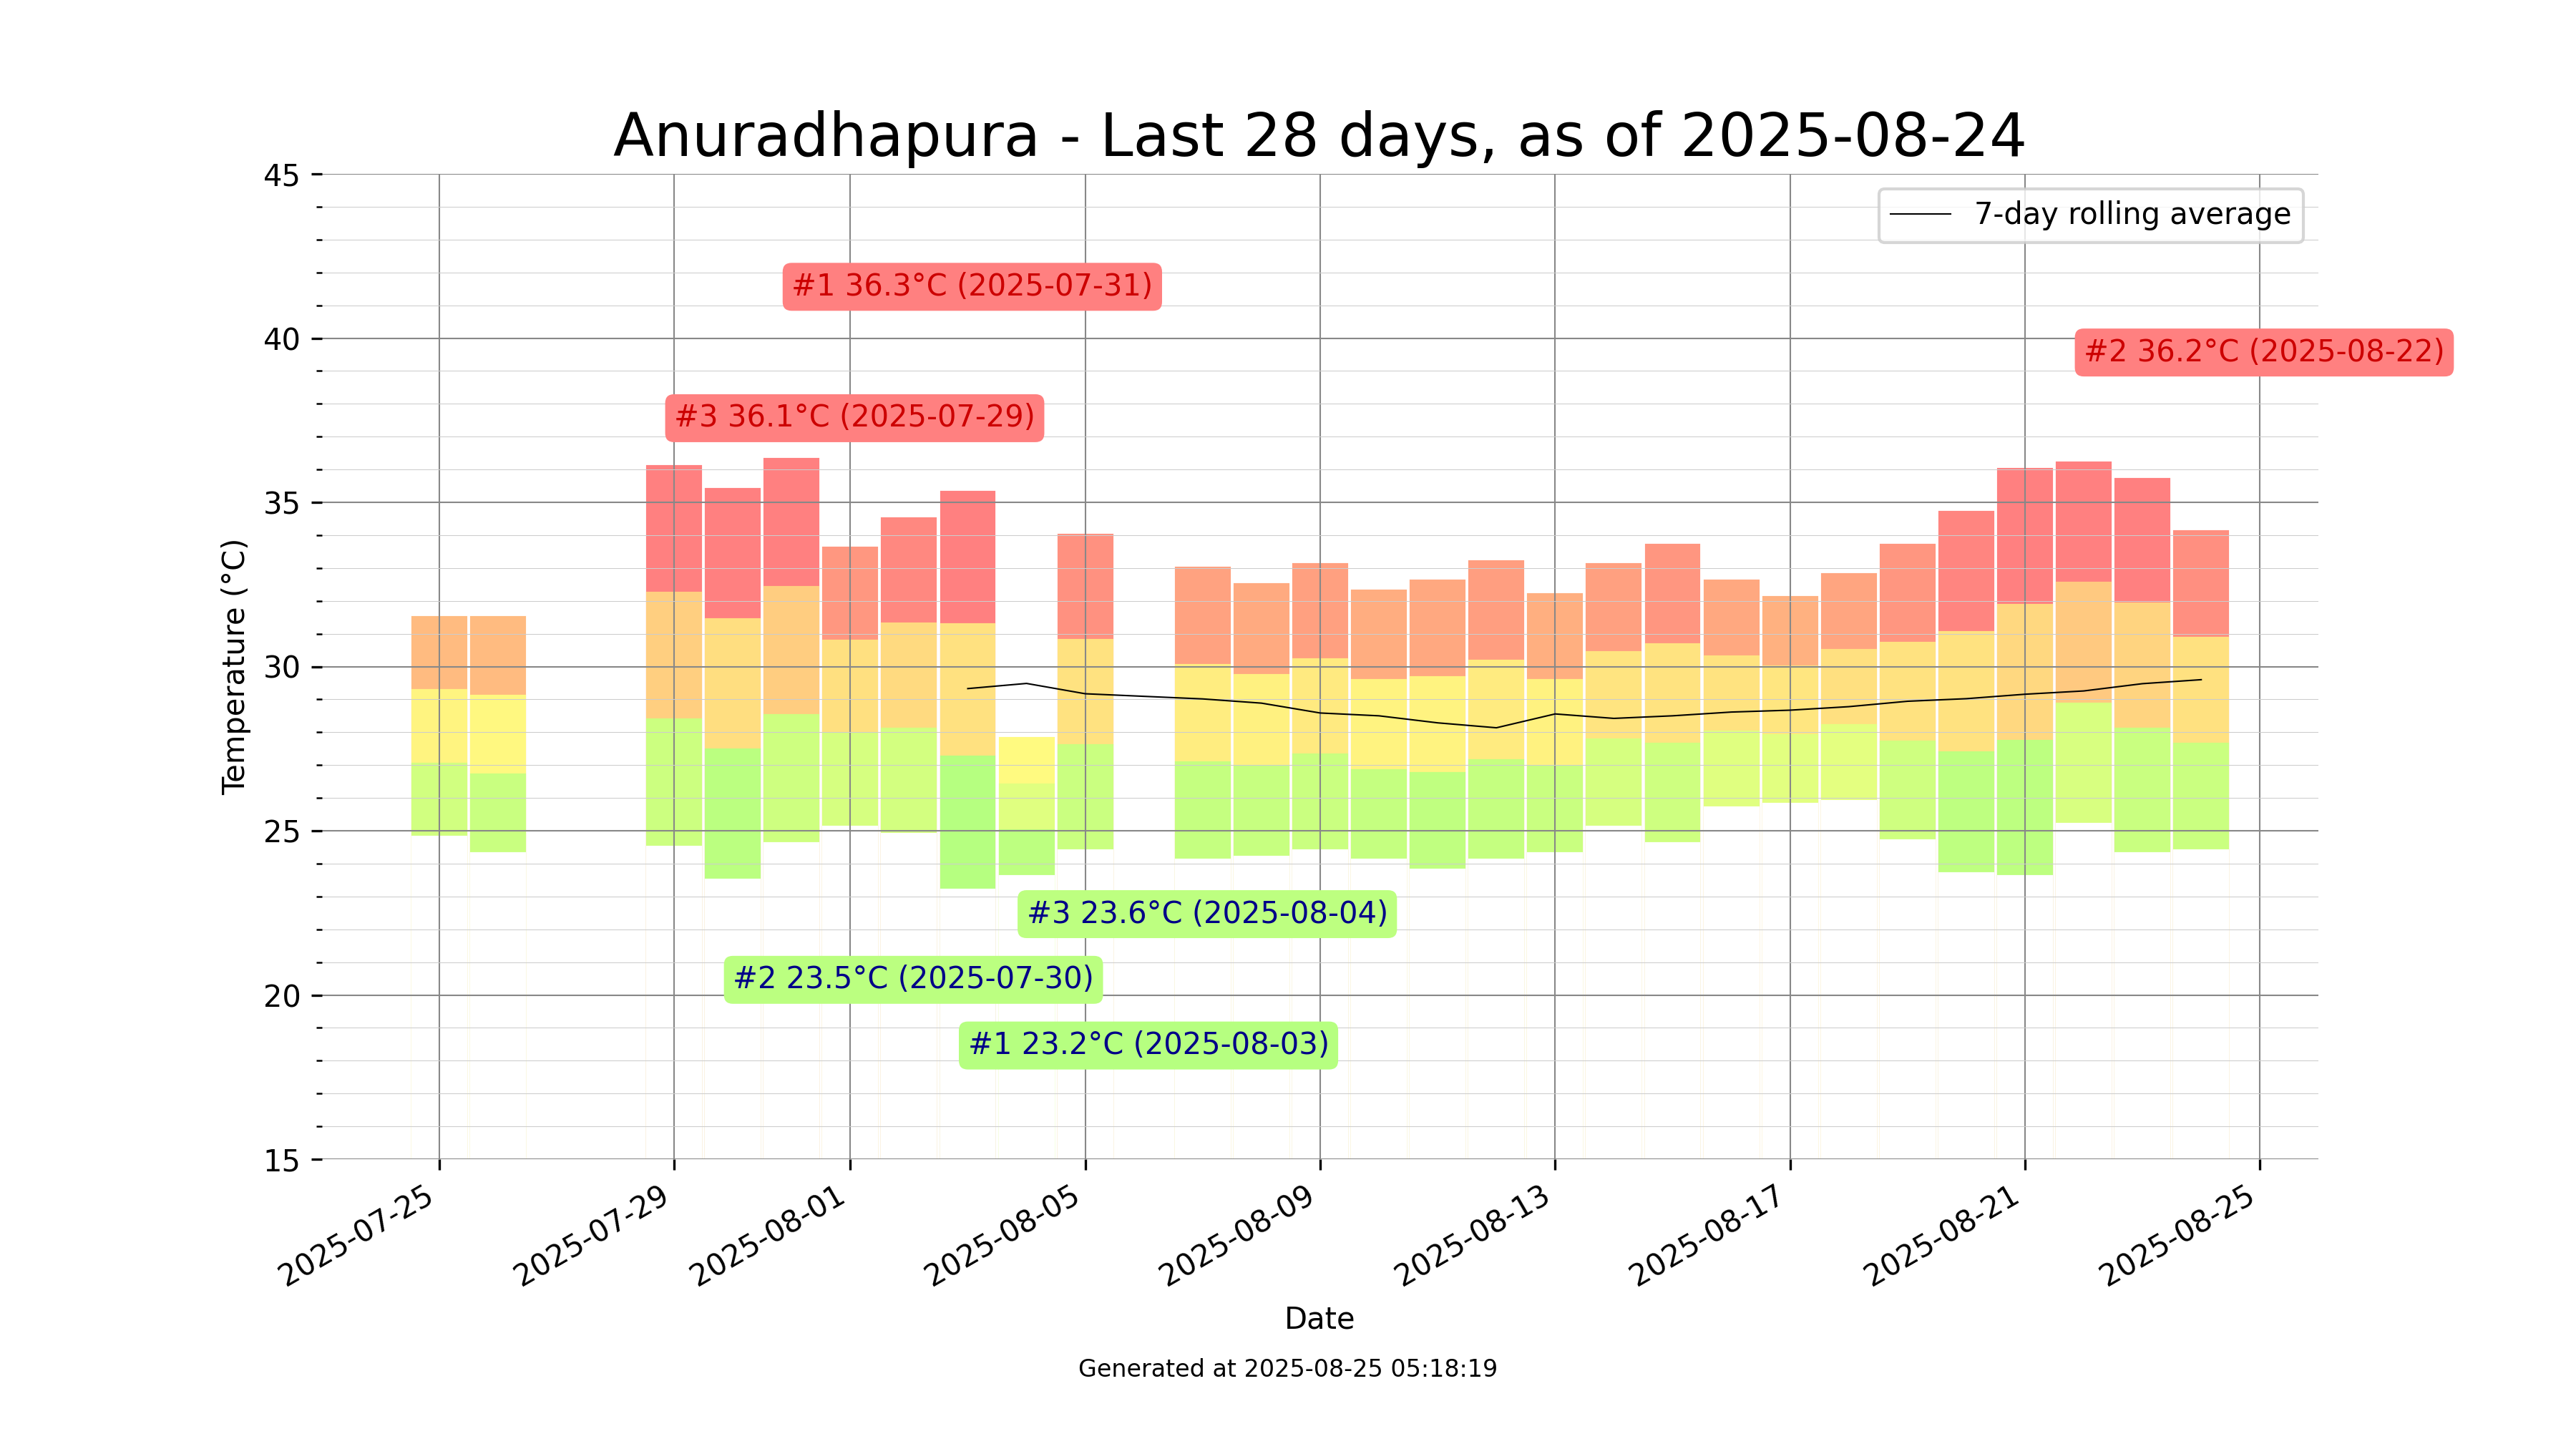 Anuradhapura - Last 28 days, as of 2025-08-24
45
7-day rolling average
#1 36.3°C (2025-07-31)
40
#2 36.2°C (2025-08-22)
#3 36.1°C (2025-07-29)
35
Temperature (°C)
30
25
#3 23.6°C (2025-08-04)
#2 23.5°C (2025-07-30)
20
#1 23.2°C (2025-08-03)
15
2025-07-25
2025-07-29
2025-08-01
2025-08-05
2025-08-09
2025-08-13
2025-08-17
2025-08-21
2025-08-25
Date
Generated at 2025-08-25 05:18:19